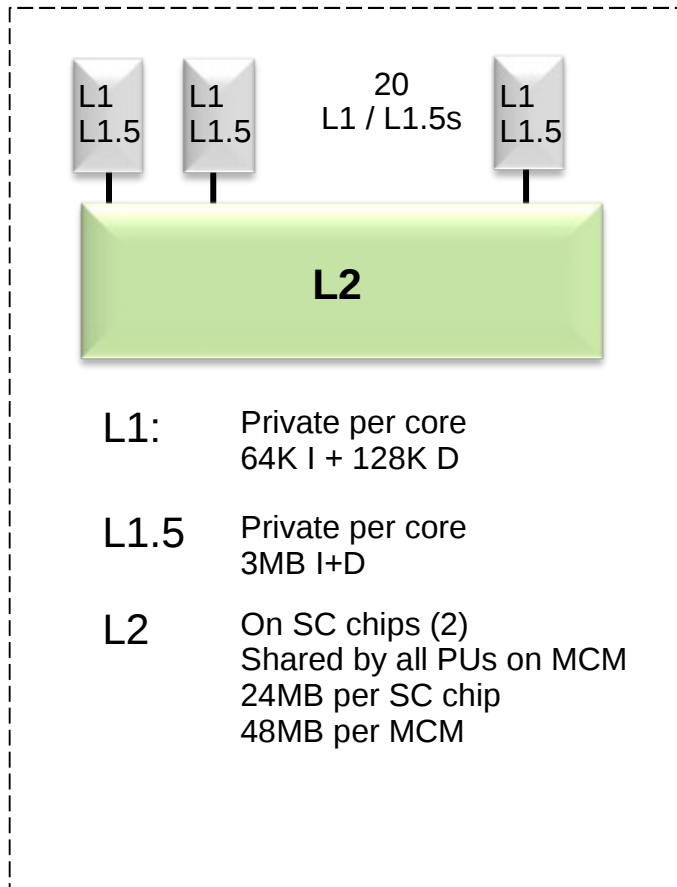 L1
L1.5
L1
L1.5
20
L1 / L1.5s
L1
L1.5
L2
L1: Private per core
64K I + 128K D
L1.5 Private per core
3MB I+D
L2 On SC chips (2)
Shared by all PUs on MCM
24MB per SC chip
48MB per MCM